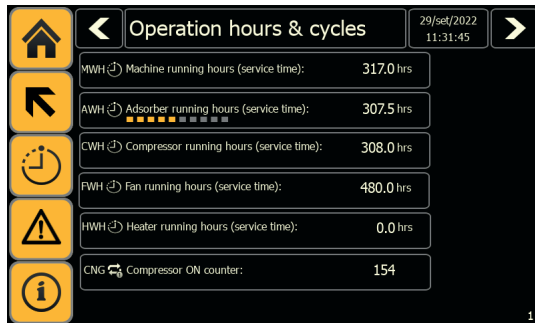 Operation hours & cycles
29/set/2022
11:31:45
MWH Machine running hours (service time): 317.0 hrs
AWH Adsorber running hours (service time): 307.5 hrs
CWH Compressor running hours (service time): 308.0 hrs
FWH Fan running hours (service time): 480.0 hrs
HWH Heater running hours (service time): 0.0 hrs
CNG Compressor ON counter: 154
1